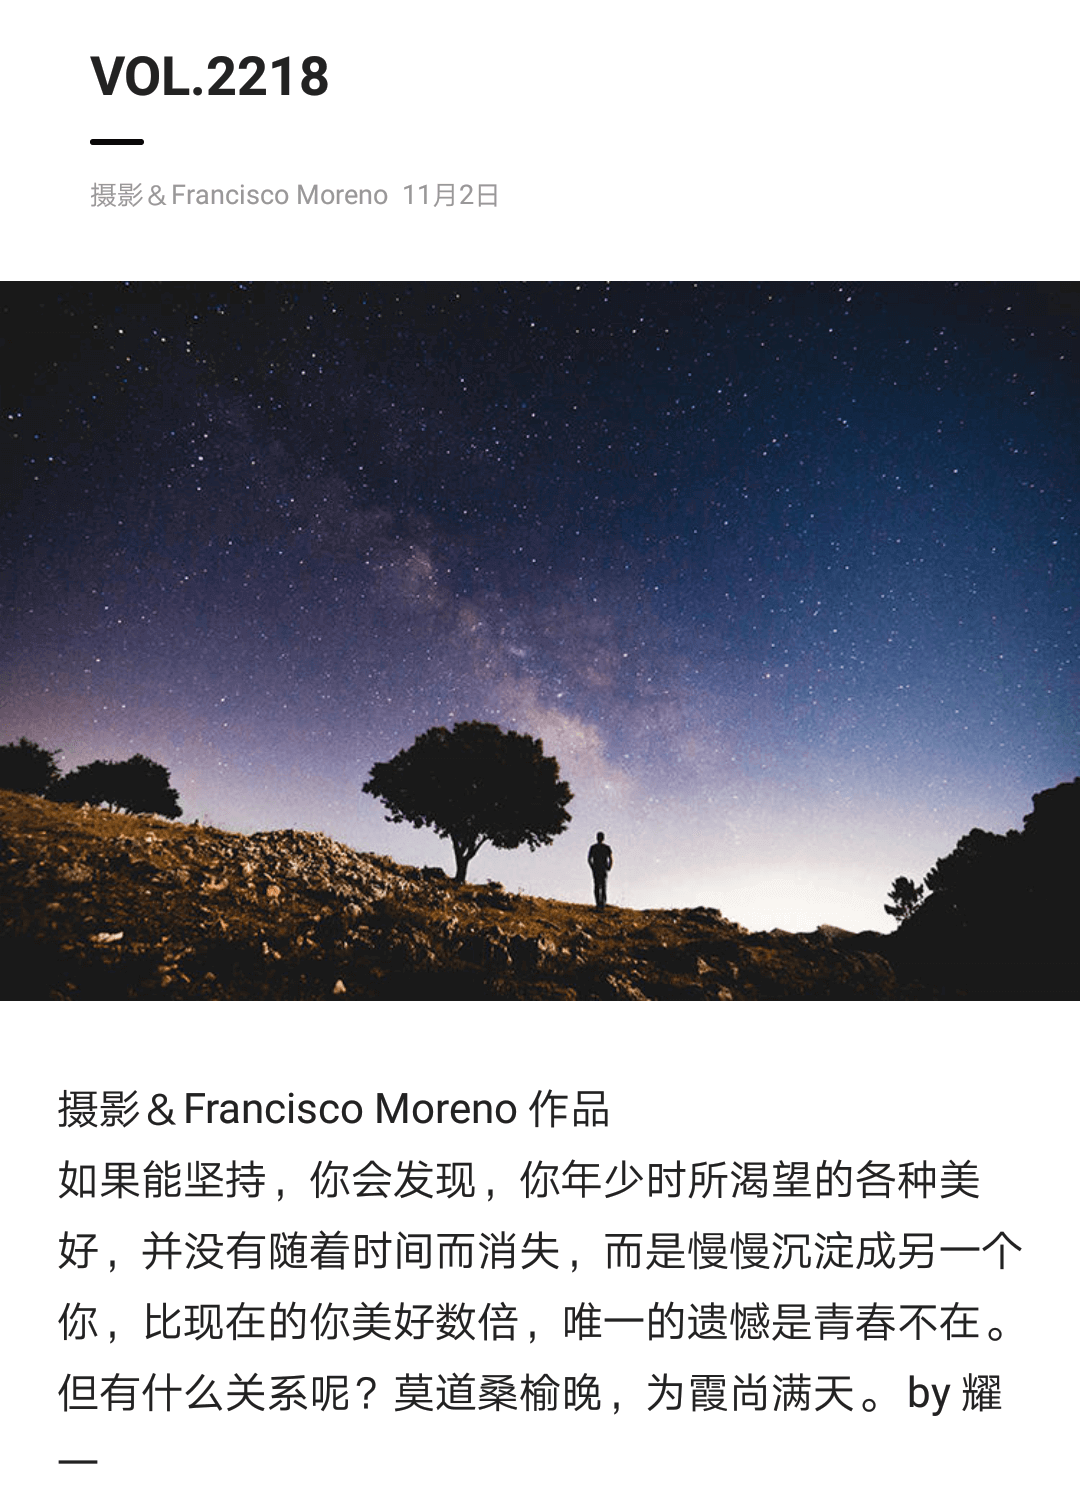 VOL.2218
摄影＆Francisco Moreno 11月2日
摄影＆Francisco Moreno 作品
如果能坚持，你会发现，你年少时所渴望的各种美
好，并没有随着时间而消失，而是慢慢沉淀成另一个
你，比现在的你美好数倍，唯一的遗憾是青春不在。
但有什么关系呢？莫道桑榆晚，为霞尚满天。by 耀
一